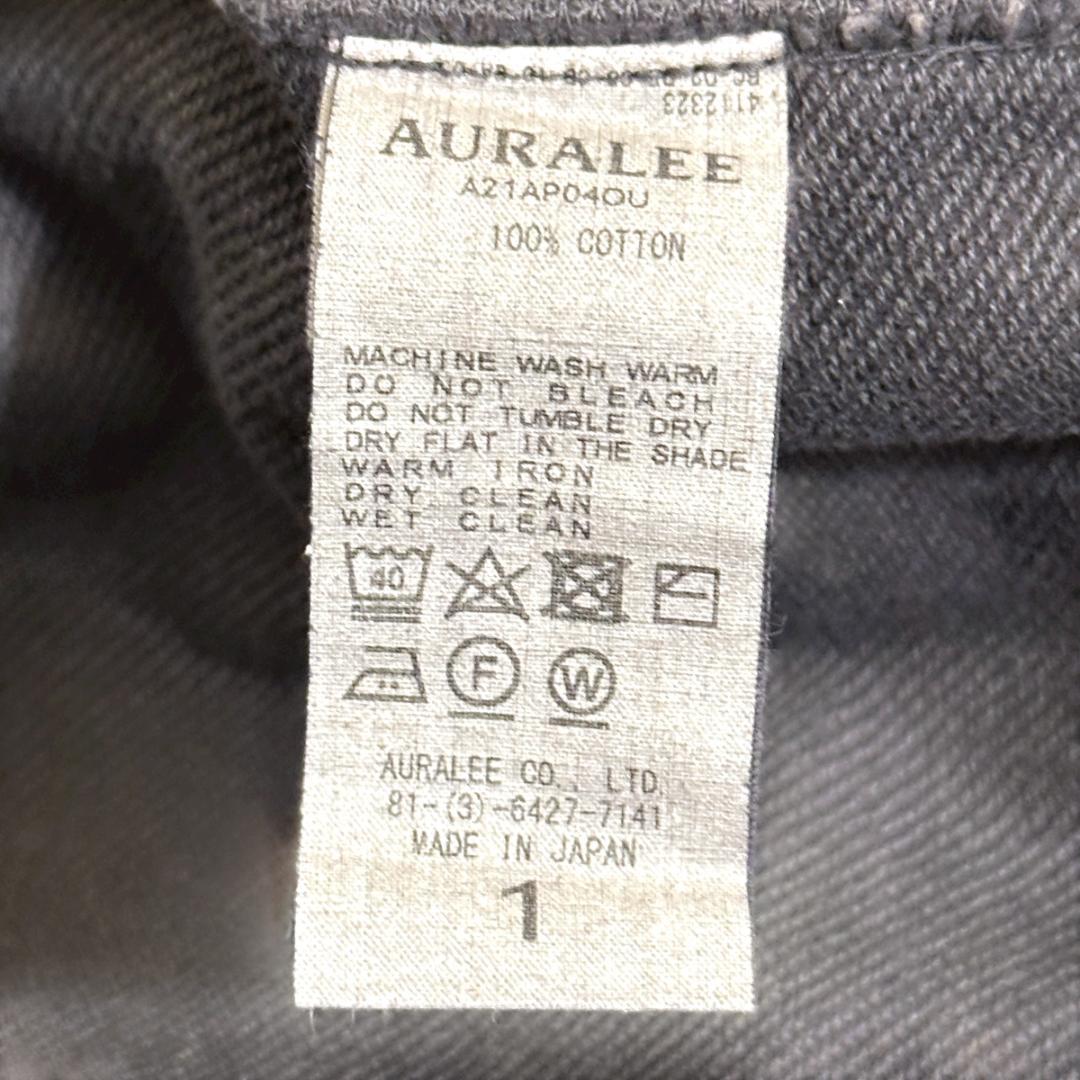 4112323
AURALEE
A21AP04OU
100% COTTON
MACHINE WASH WARM
DO NOT BLEACH
DO NOT TUMBLE DRY
DRY FLAT IN THE SHADE
WARM IRON
DRY CLEAN
WET CLEAN
40
F W
AURALEE CO., LTD.
81-(3)-6427-7141
MADE IN JAPAN
1